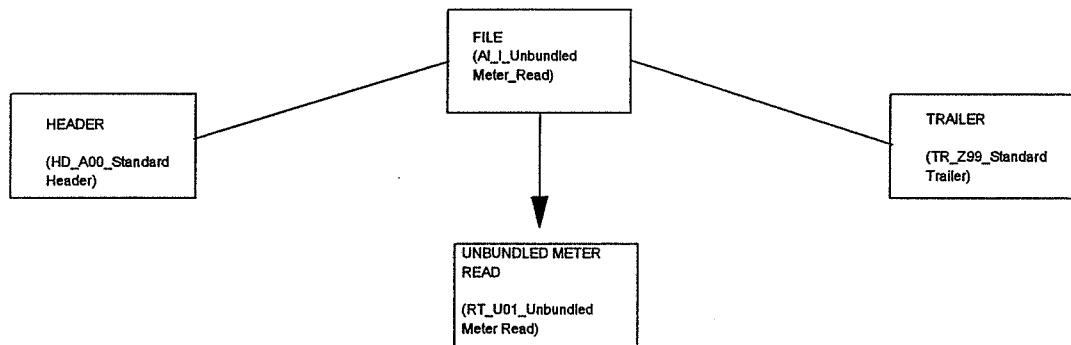 FILE
(AI_I_Unbundled
Meter_Read)
HEADER
(HD_A00_Standard
Header)
TRAILER
(TR_Z99_Standard
Trailer)
UNBUNDLED METER
READ
(RT_U01_Unbundled
Meter Read)